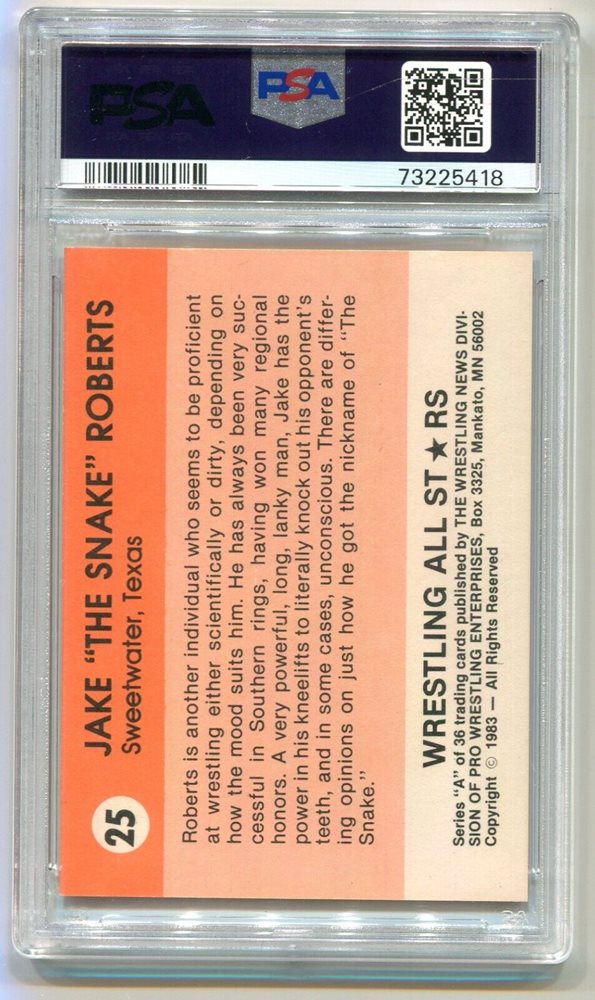 PSA
PSA
73225418
25
JAKE "THE SNAKE" ROBERTS
Sweetwater, Texas
Roberts is another individual who seems to be proficient
at wrestling either scientifically or dirty, depending on
how the mood suits him. He has always been very suc-
cessful in Southern rings, having won many regional
honors. A very powerful, long, lanky man, Jake has the
power in his kneelifts to literally knock out his opponent's
teeth, and in some cases, unconscious. There are differ-
ing opinions on just how he got the nickname of "The
Snake."
WRESTLING ALL ST★RS
Series "A" of 36 trading cards published by THE WRESTLING NEWS DIVI-
SION OF PRO WRESTLING ENTERPRISES, Box 3325, Mankato, MN 56002
Copyright © 1983 — All Rights Reserved